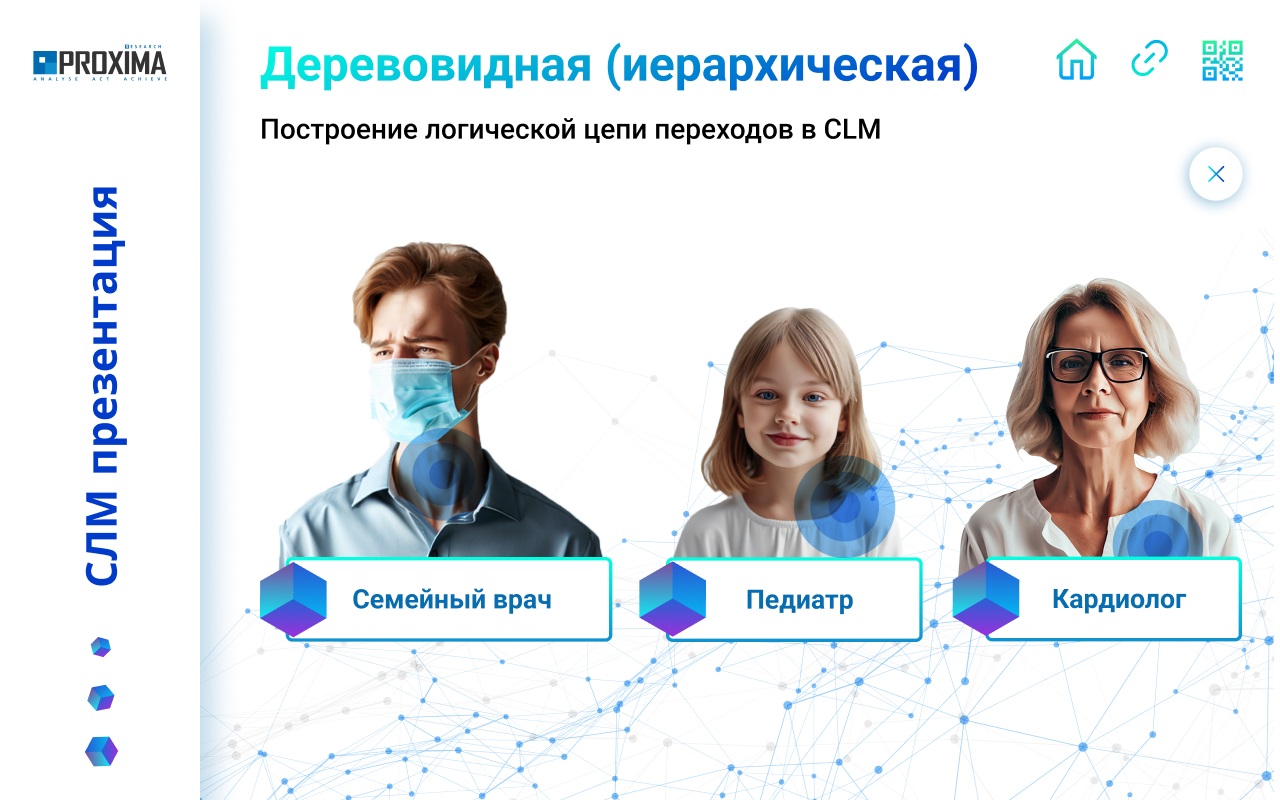 RESEARCH
PROXIMA
ANALYSE ACT ACHIEVE
СЛМ презентация
Деревовидная (иерархическая)
Построение логической цепи переходов в CLM
Семейный врач
Педиатр
Кардиолог